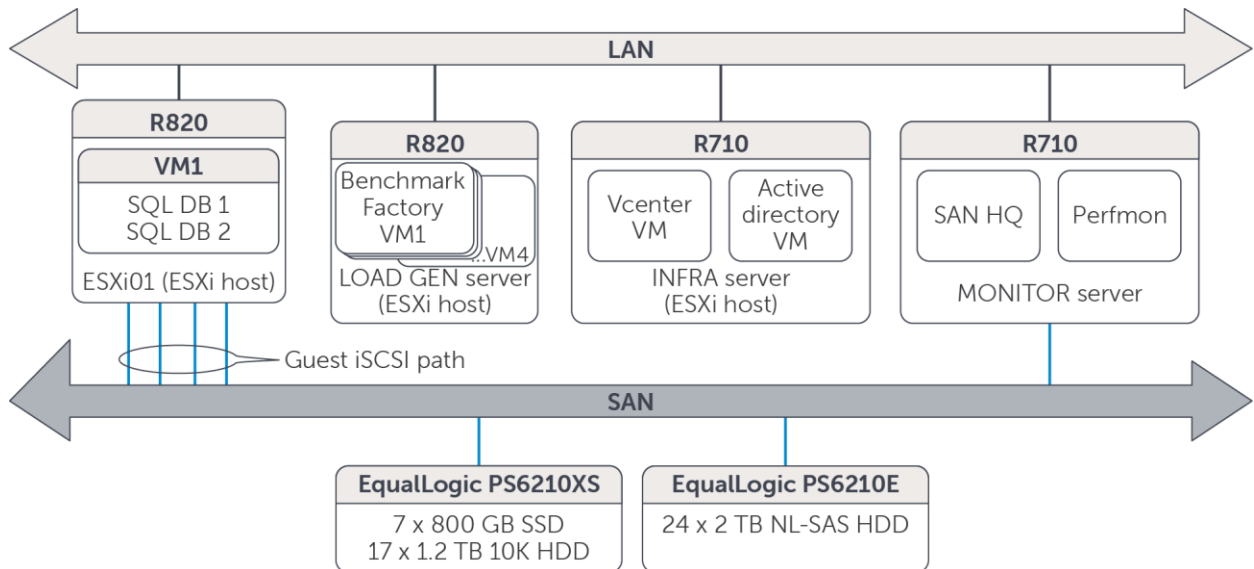 LAN
R820
VM1
SQL DB 1
SQL DB 2
ESXi01 (ESXi host)
R820
Benchmark
Factory
VM1
...VM4
LOAD GEN server
(ESXi host)
R710
Vcenter
VM
Active
directory
VM
INFRA server
(ESXi host)
R710
SAN HQ
Perfmon
MONITOR server
Guest iSCSI path
SAN
EqualLogic PS6210XS
7 x 800 GB SSD
17 x 1.2 TB 10K HDD
EqualLogic PS6210E
24 x 2 TB NL-SAS HDD